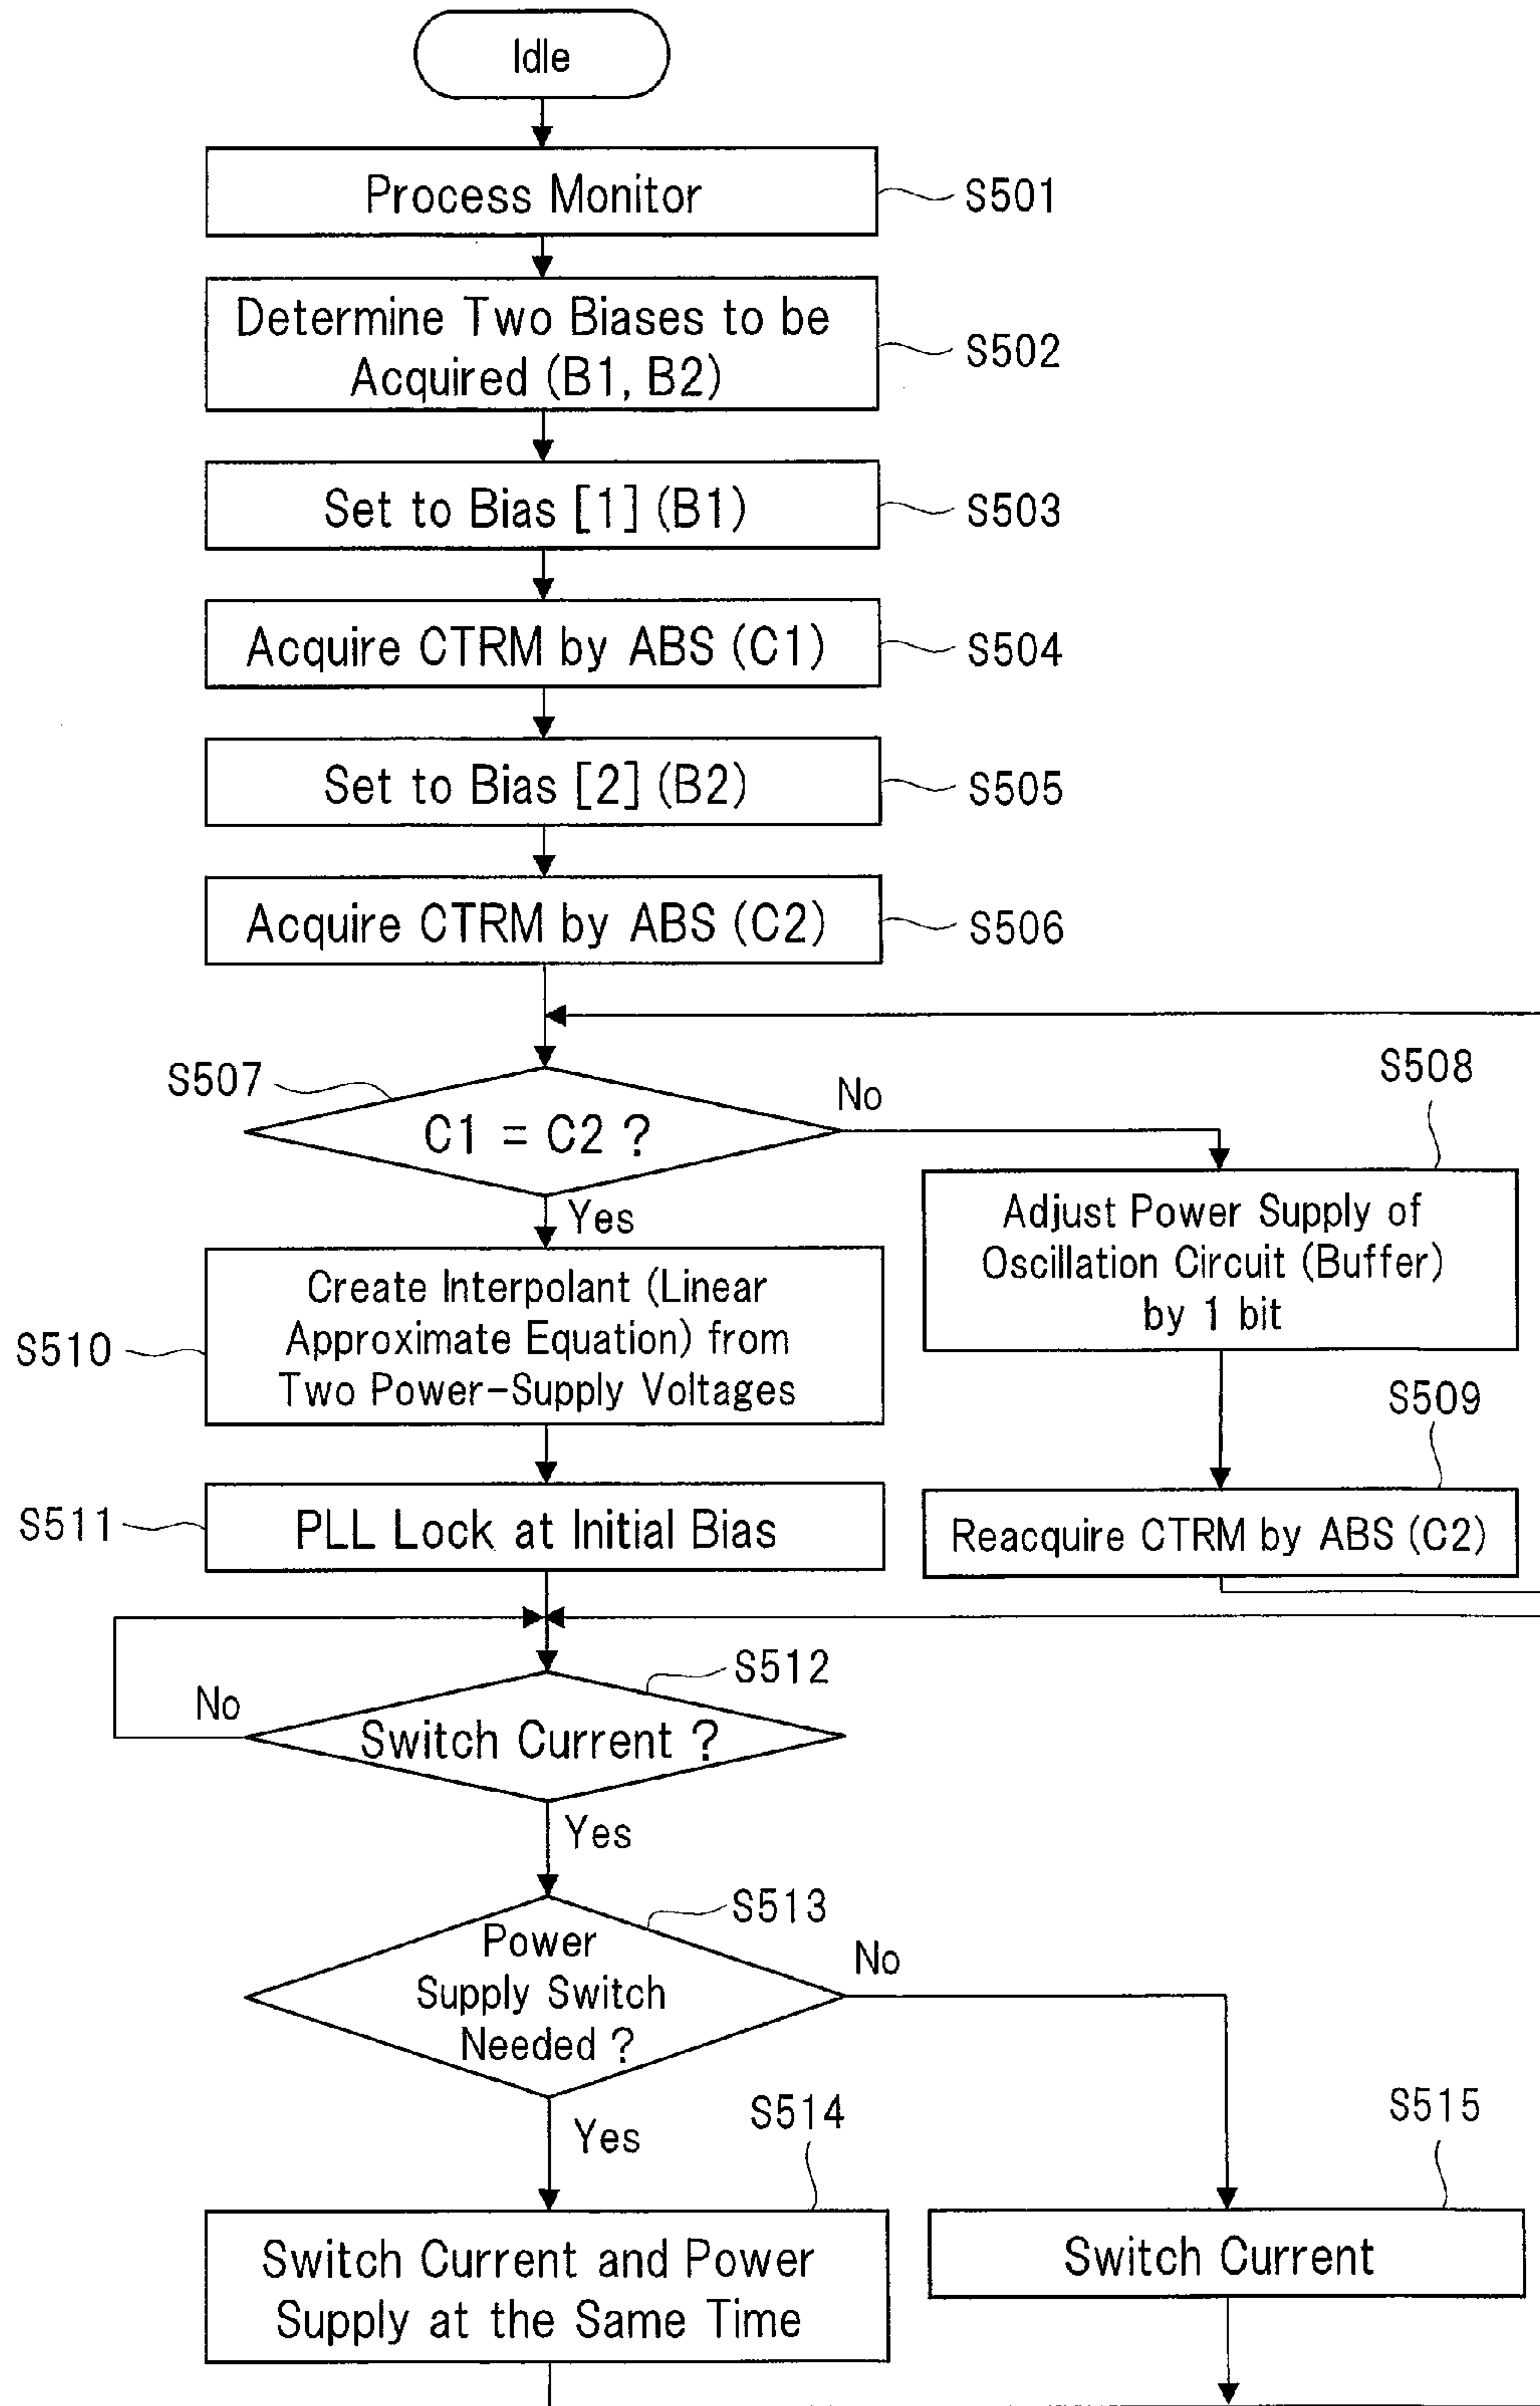 Idle
Process Monitor
S501
Determine Two Biases to be
Acquired (B1, B2)
S502
Set to Bias [1] (B1)
S503
Acquire CTRM by ABS (C1)
S504
Set to Bias [2] (B2)
S505
Acquire CTRM by ABS (C2)
S506
S507
C1 = C2 ?
No
Yes
S508
Adjust Power Supply of
Oscillation Circuit (Buffer)
by 1 bit
S509
Reacquire CTRM by ABS (C2)
S510
Create Interpolant (Linear
Approximate Equation) from
Two Power-Supply Voltages
S511
PLL Lock at Initial Bias
S512
No
Switch Current ?
Yes
S513
Power
Supply Switch
Needed ?
No
Yes
S514
Switch Current and Power
Supply at the Same Time
S515
Switch Current